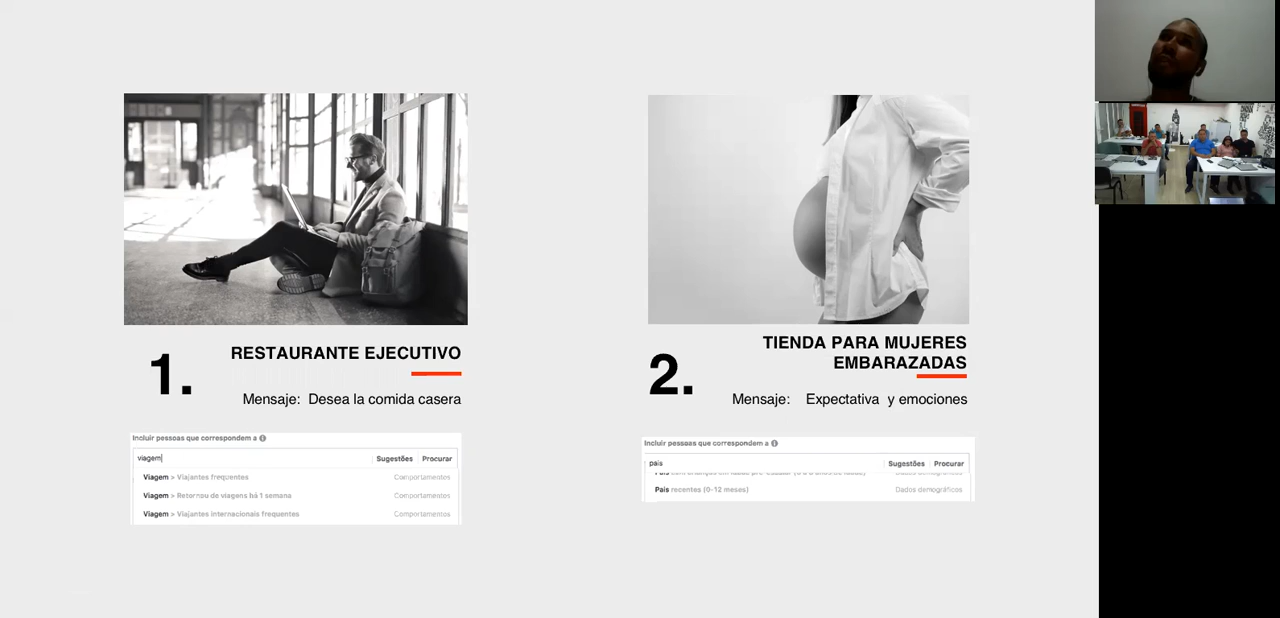 1.
RESTAURANTE EJECUTIVO
Mensaje: Desea la comida casera
Incluir pessoas que correspondem a
viagem
Sugestões
Procurar
Viagem > Viajantes frequentes
Comportamentos
Viagem > Retornou de viagens há 1 semana
Comportamentos
Viagem > Viajantes internacionais frequentes
Comportamentos
2.
TIENDA PARA MUJERES
EMBARAZADAS
Mensaje: Expectativa y emociones
Incluir pessoas que correspondem a
pais
Sugestões
Procurar
Pais recentes (0-12 meses)
Dados demográficos